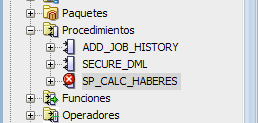 Paquetes
Procedimientos
ADD_JOB_HISTORY
SECURE_DML
SP_CALC_HABERES
Funciones
Operadores